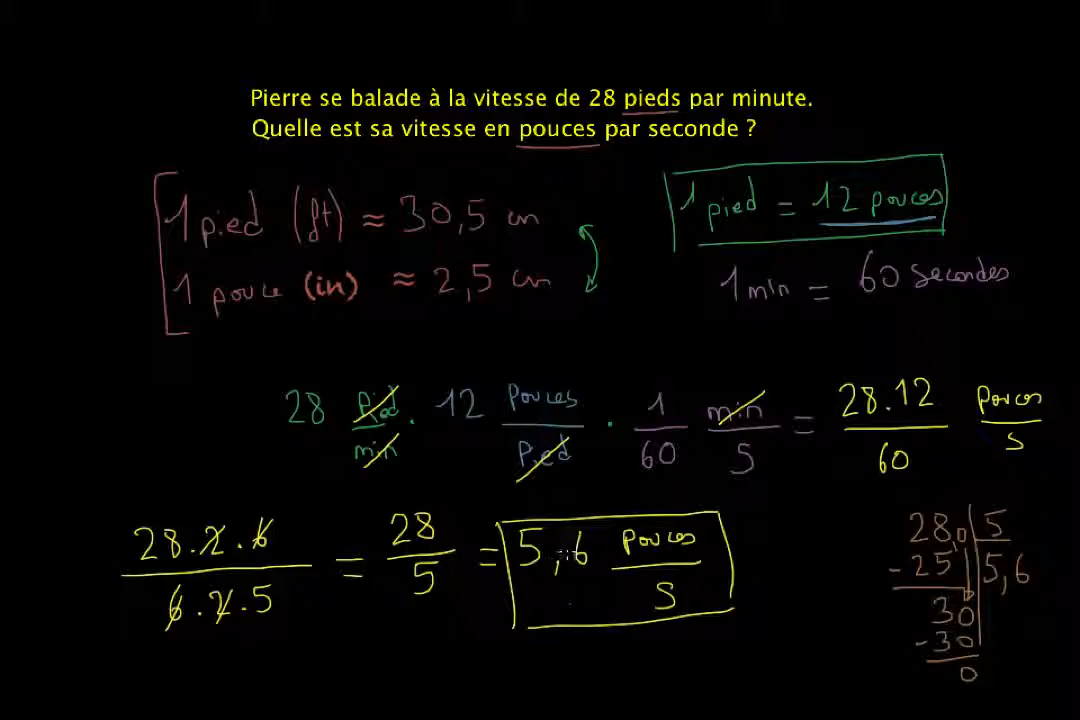 Pierre se balade à la vitesse de 28 pieds par minute.
Quelle est sa vitesse en pouces par seconde ?
1 pied (ft) ≈ 30,5 cm
1 pouce (in) ≈ 2,5 cm
1 pied = 12 pouces
1 min = 60 secondes
28 pied/min . 12 pouces/pied . 1/60 min/s = 28.12/60 pouces/s
28.2.6/6.2.5 = 28/5 = 5,6 pouces/s
28,0 | 5
-25 | 5,6
30
-30
0